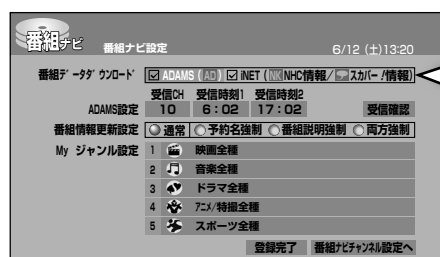 番組ナビ 番組ナビ設定 6/12 (土)13:20
番組データダウンロード ☑ ADAMS ( AD ) ☑ iNET ( NK NHC情報/ スカパー!情報)
受信CH 受信時刻1 受信時刻2
ADAMS設定 10 6:02 17:02 受信確認
番組情報更新設定 通常 予約名強制 番組説明強制 両方強制
My ジャンル設定 1 映画全種
2 音楽全種
3 ドラマ全種
4 アニメ/特撮全種
5 スポーツ全種
登録完了 番組ナビチャンネル設定へ